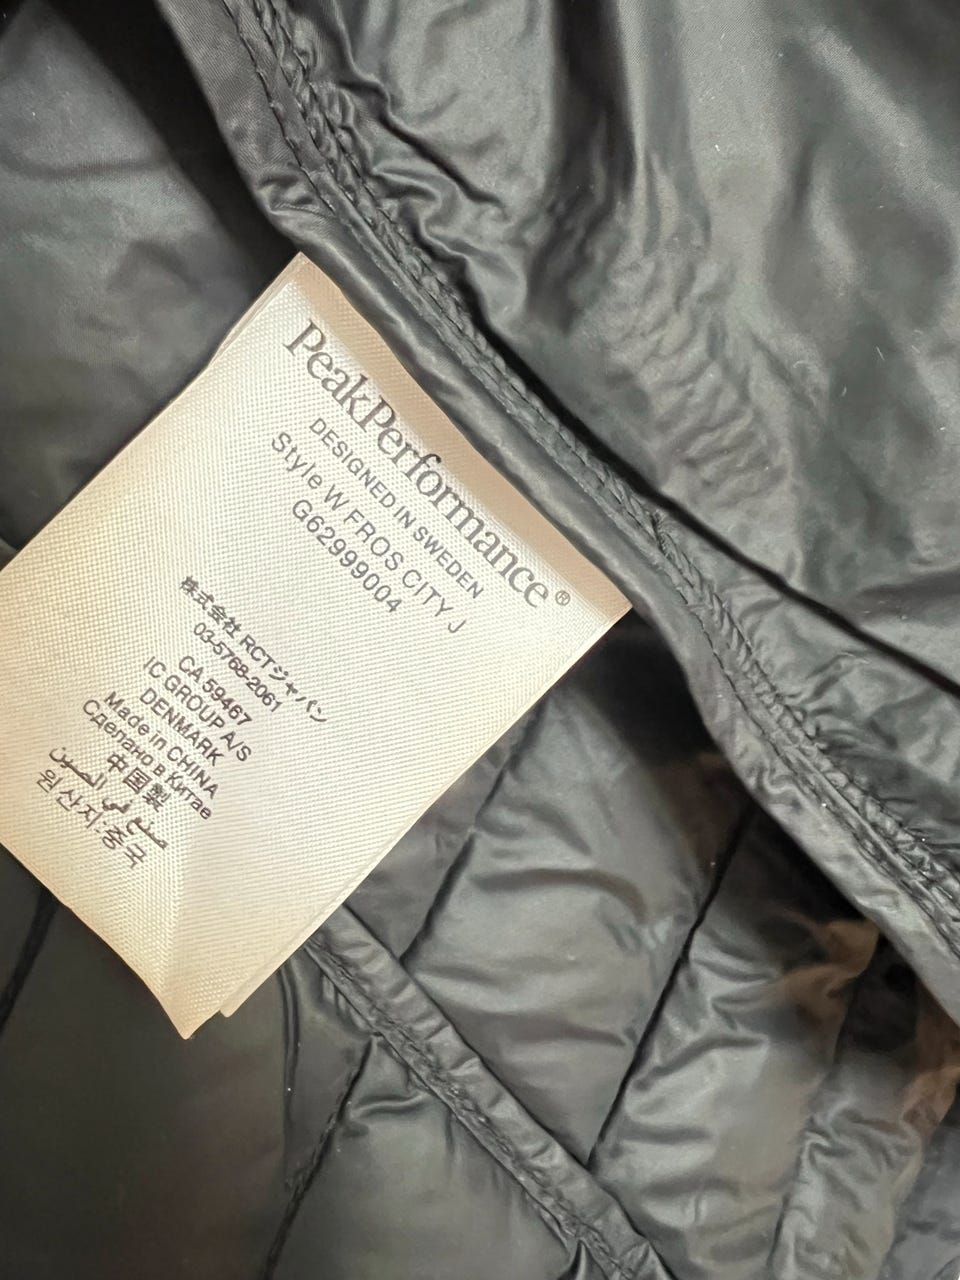 PeakPerformance®
DESIGNED IN SWEDEN
Style W FROS CITY J
G62999004
株式会社 RCTジャパン
03-5768-2061
CA 59467
IC GROUP A/S
DENMARK
Made in CHINA
Сделано в Китае
中国製
صنع في الصين
원산지:중국